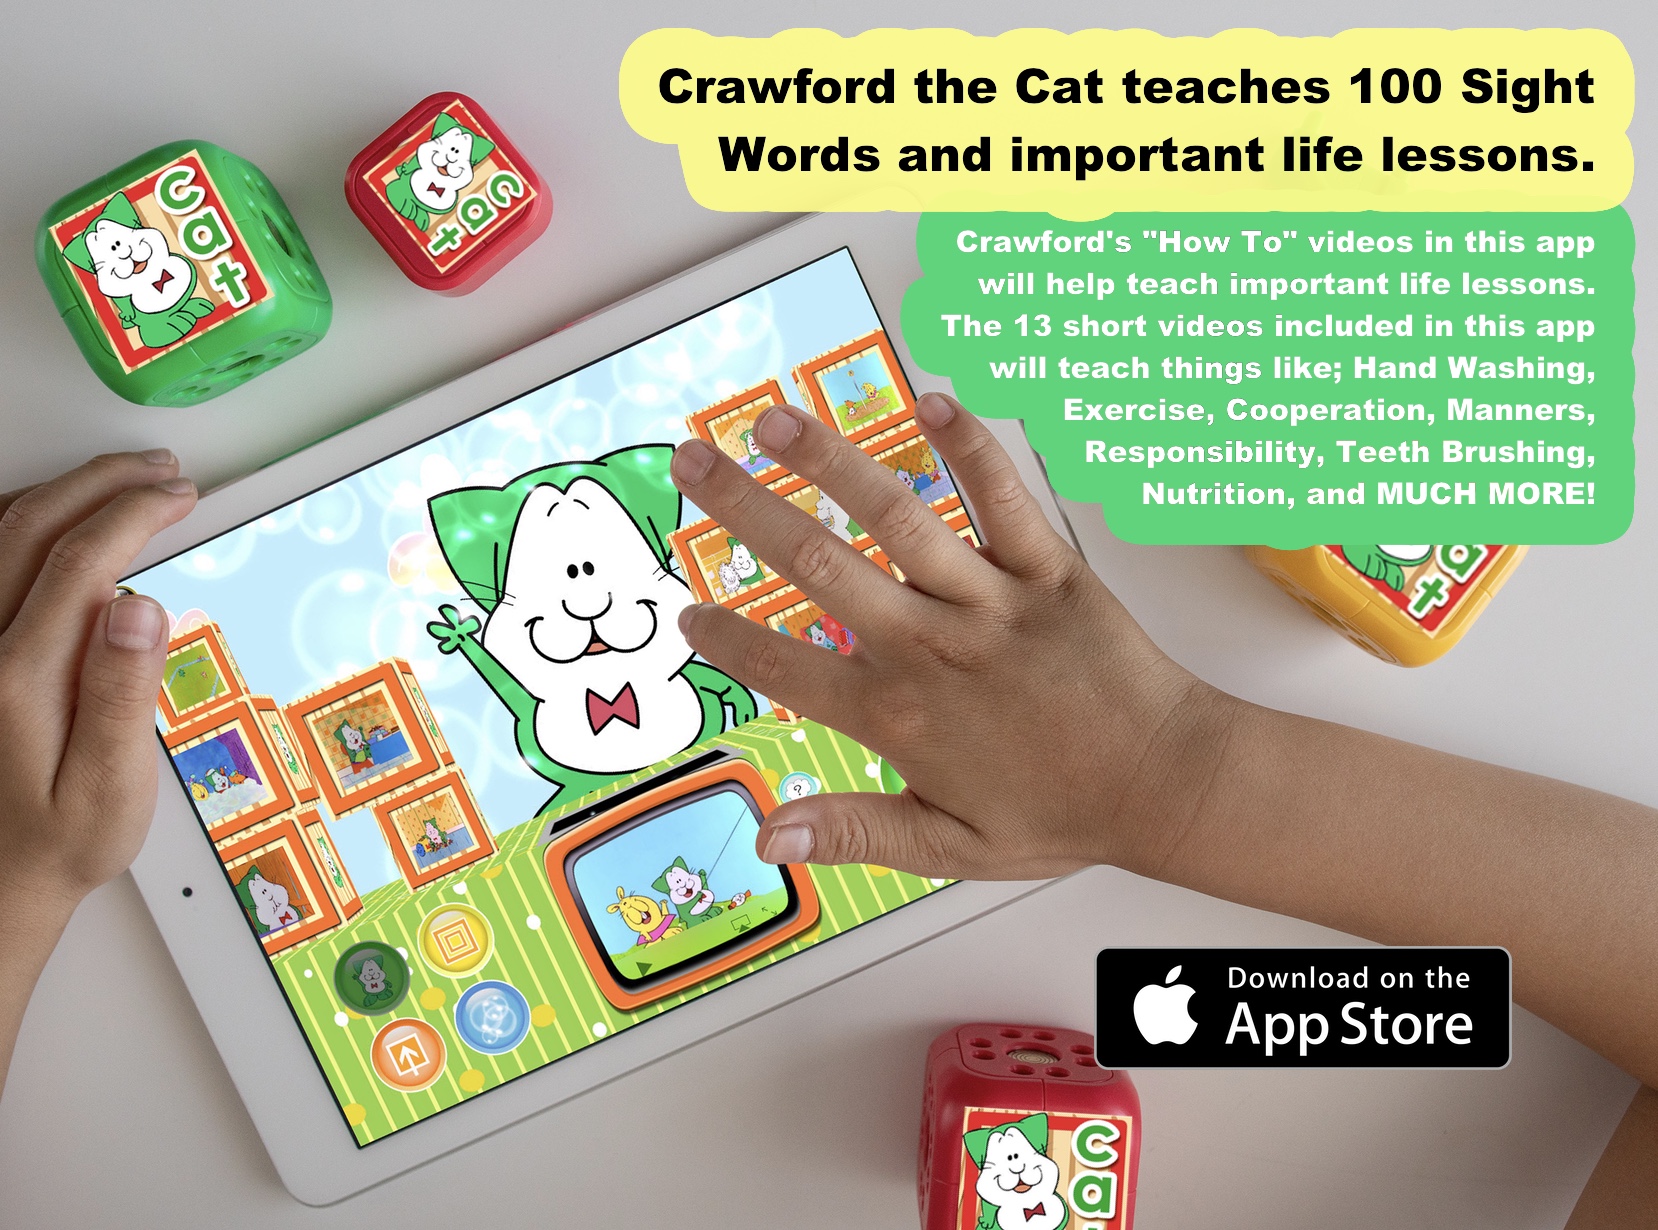 Crawford the Cat teaches 100 Sight
Words and important life lessons.
Crawford's "How To" videos in this app
will help teach important life lessons.
The 13 short videos included in this app
will teach things like; Hand Washing,
Exercise, Cooperation, Manners,
Responsibility, Teeth Brushing,
Nutrition, and MUCH MORE!
cat
cat
at
?
Download on the
App Store
ca